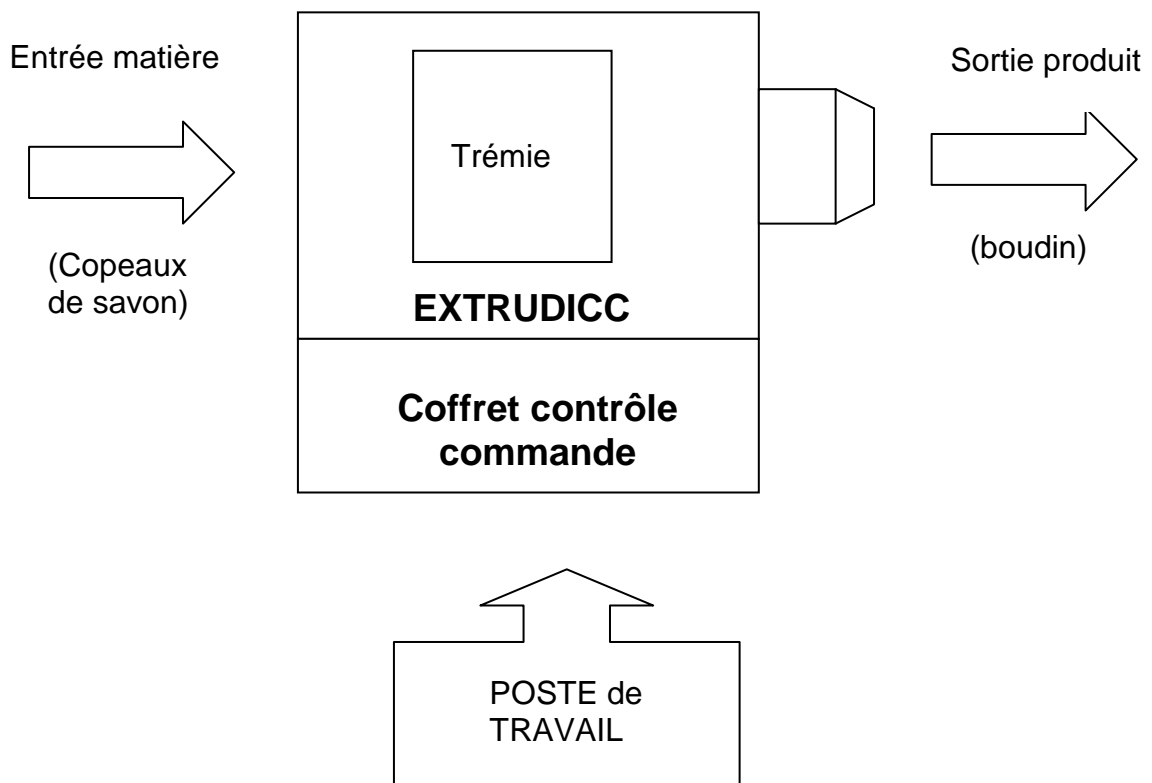 Entrée matière
(Copeaux
de savon)
Trémie
EXTRUDICC
Coffret contrôle
commande
Sortie produit
(boudin)
POSTE de
TRAVAIL